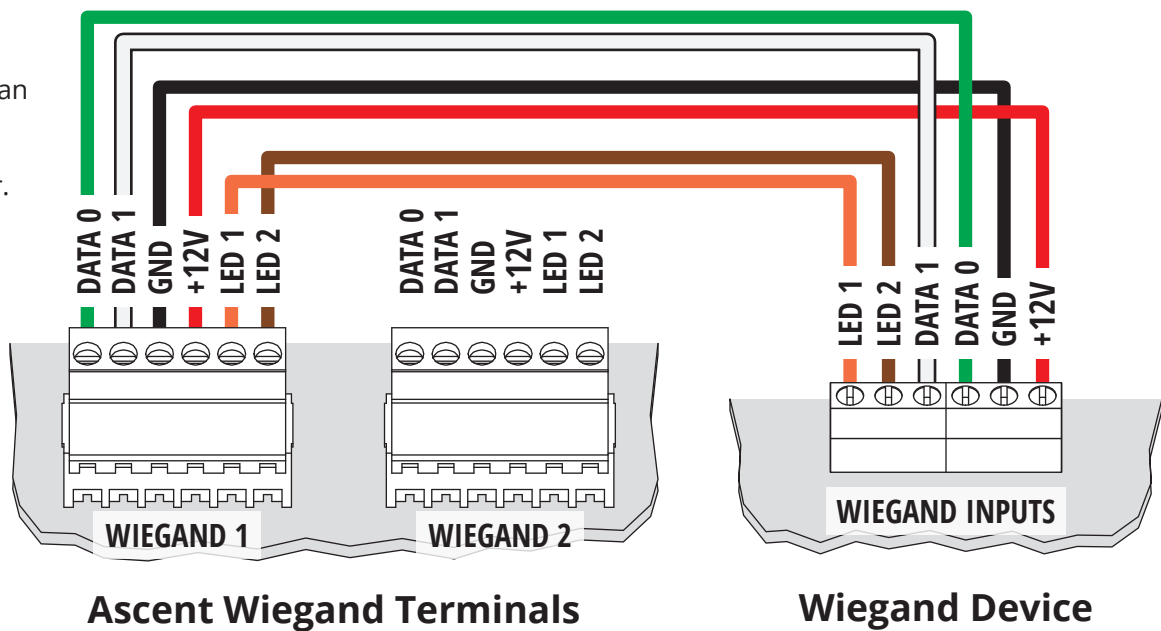 an
r.
DATA 0
DATA 1
GND
+12V
LED 1
LED 2
DATA 0
DATA 1
GND
+12V
LED 1
LED 2
LED 1
LED 2
DATA 1
DATA 0
GND
+12V
WIEGAND 1
WIEGAND 2
WIEGAND INPUTS
Ascent Wiegand Terminals
Wiegand Device